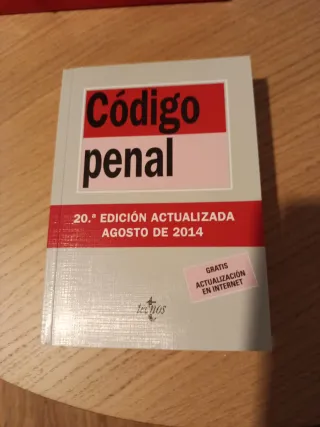 Código
penal
20.ª EDICIÓN ACTUALIZADA
AGOSTO DE 2014
GRATIS
ACTUALIZACIÓN
EN INTERNET
tecnos